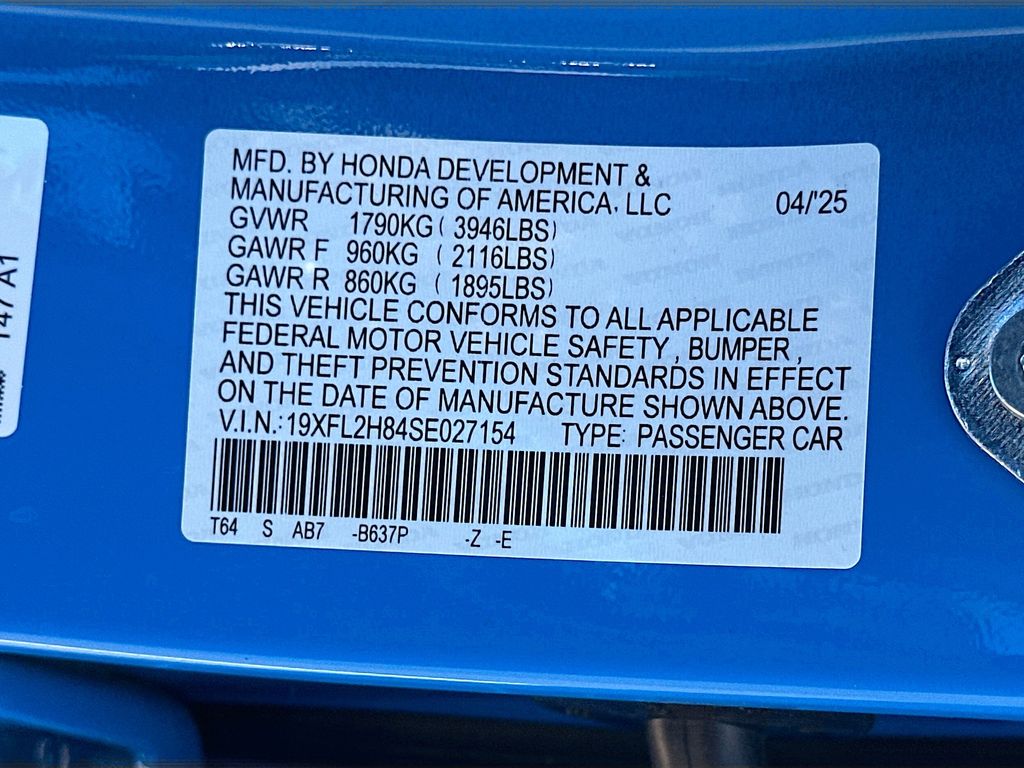 MFD. BY HONDA DEVELOPMENT &
MANUFACTURING OF AMERICA, LLC 04/'25
GVWR 1790KG ( 3946LBS)
GAWR F 960KG ( 2116LBS)
GAWR R 860KG ( 1895LBS)
THIS VEHICLE CONFORMS TO ALL APPLICABLE
FEDERAL MOTOR VEHICLE SAFETY , BUMPER ,
AND THEFT PREVENTION STANDARDS IN EFFECT
ON THE DATE OF MANUFACTURE SHOWN ABOVE.
V.I.N.:19XFL2H84SE027154 TYPE: PASSENGER CAR
T64 S AB7 -B637P -Z -E
147 A1